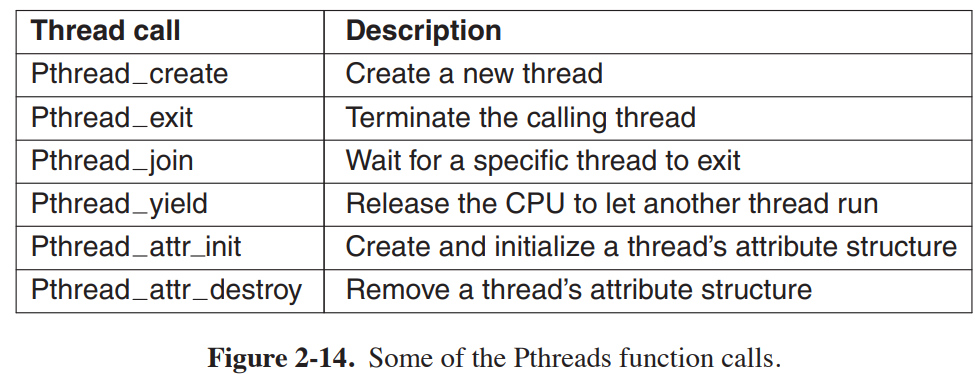 Thread call Description
Pthread_create Create a new thread
Pthread_exit Terminate the calling thread
Pthread_join Wait for a specific thread to exit
Pthread_yield Release the CPU to let another thread run
Pthread_attr_init Create and initialize a thread’s attribute structure
Pthread_attr_destroy Remove a thread’s attribute structure
Figure 2-14. Some of the Pthreads function calls.